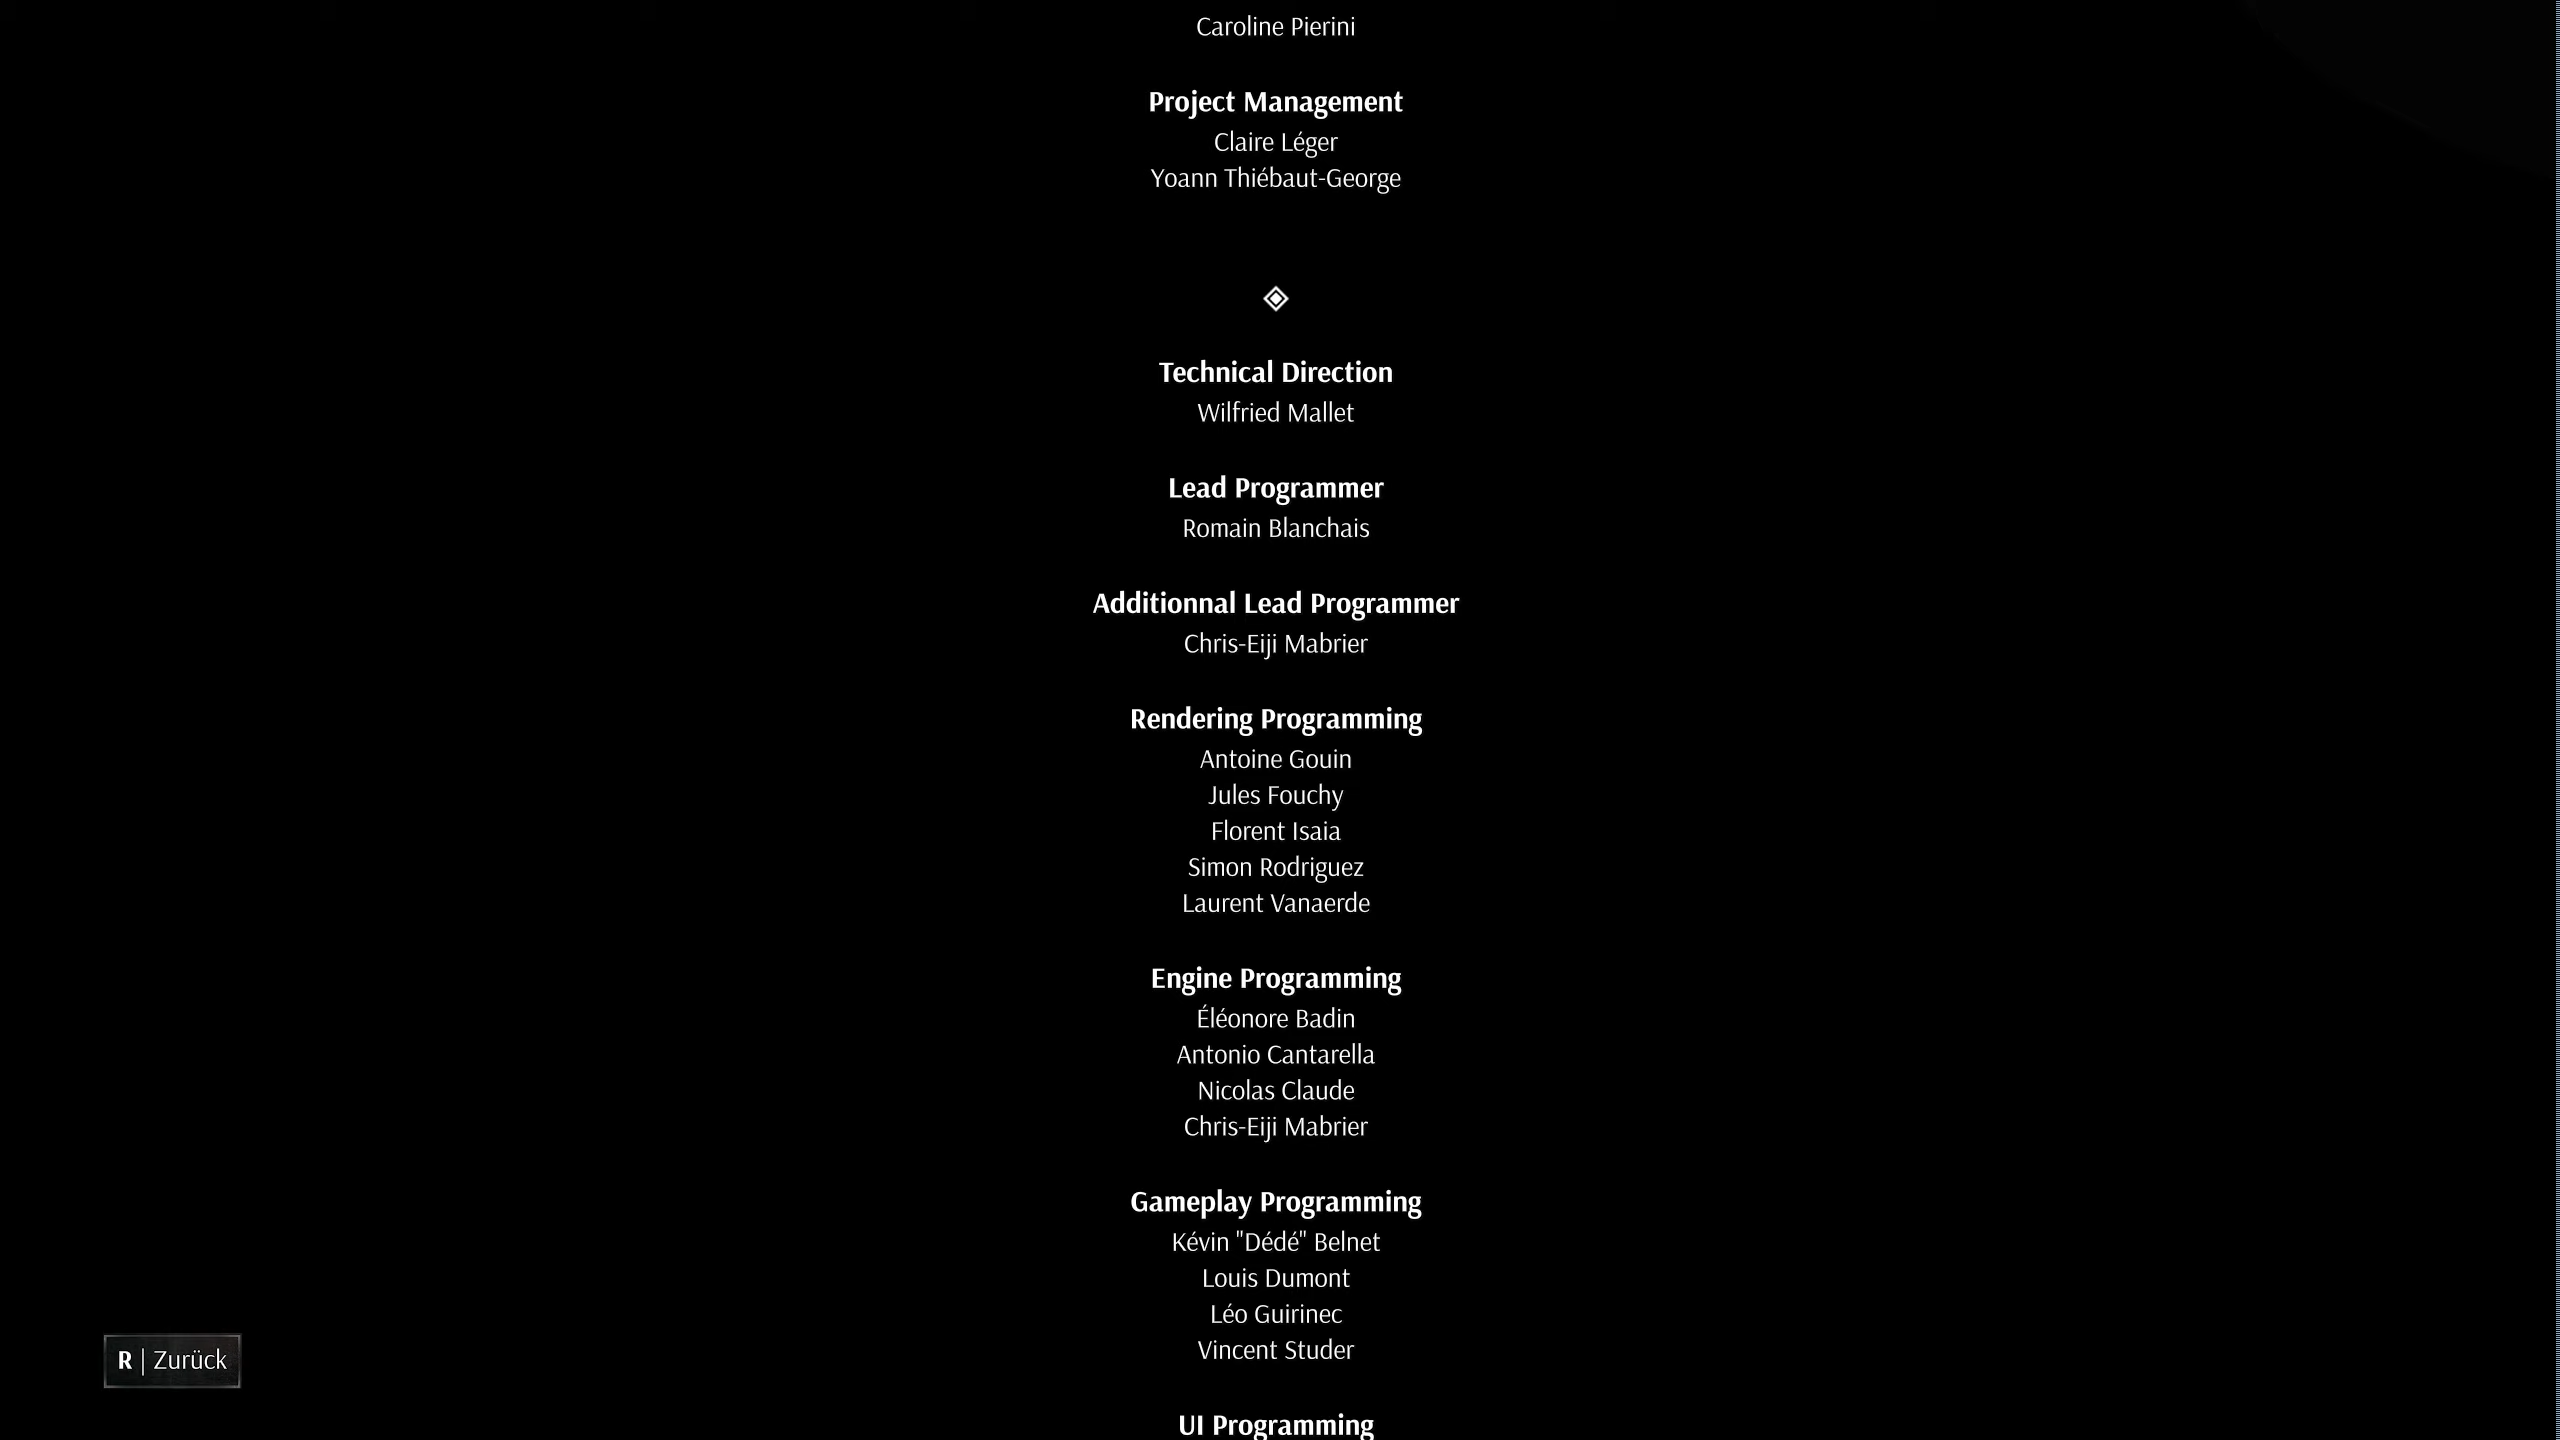 Caroline Pierini
Project Management
Claire Léger
Yoann Thiébaut-George
Technical Direction
Wilfried Mallet
Lead Programmer
Romain Blanchais
Additionnal Lead Programmer
Chris-Eiji Mabrier
Rendering Programming
Antoine Gouin
Jules Fouchy
Florent Isaia
Simon Rodriguez
Laurent Vanaerde
Engine Programming
Éléonore Badin
Antonio Cantarella
Nicolas Claude
Chris-Eiji Mabrier
Gameplay Programming
Kévin "Dédé" Belnet
Louis Dumont
Léo Guirinec
Vincent Studer
R | Zurück
UI Programming